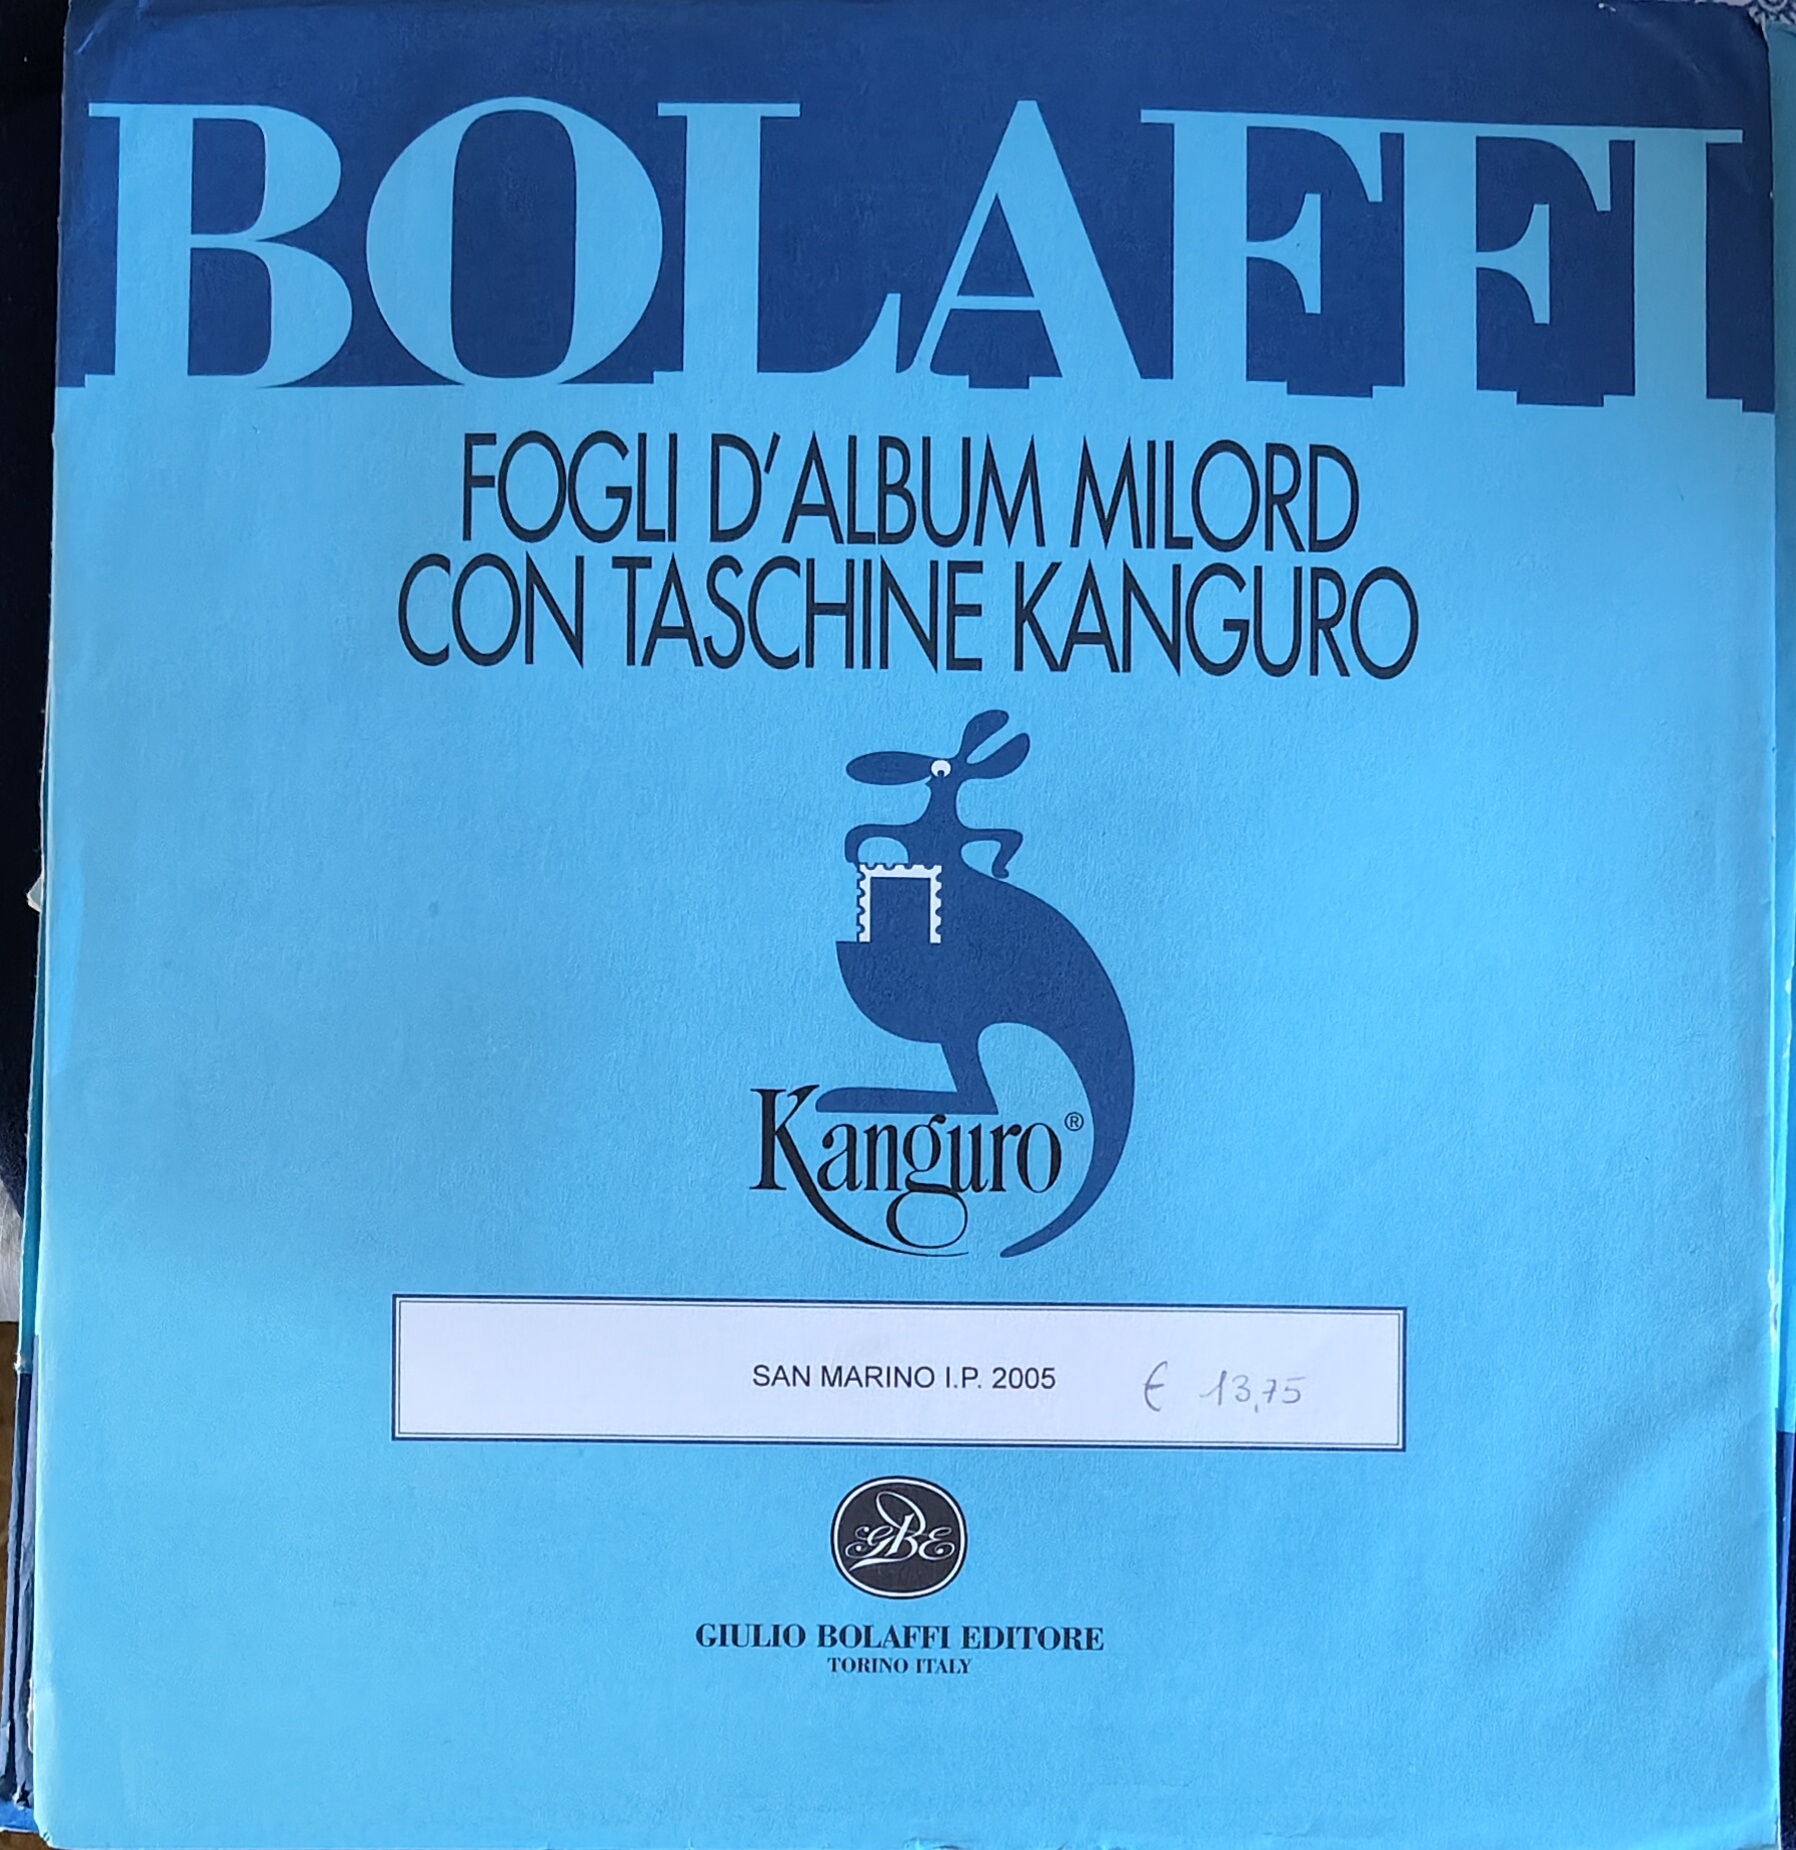 BOLAFFI
FOGLI D'ALBUM MILORD
CON TASCHINE KANGURO
Kanguro®
SAN MARINO I.P. 2005 € 13,75
GBE
GIULIO BOLAFFI EDITORE
TORINO ITALY